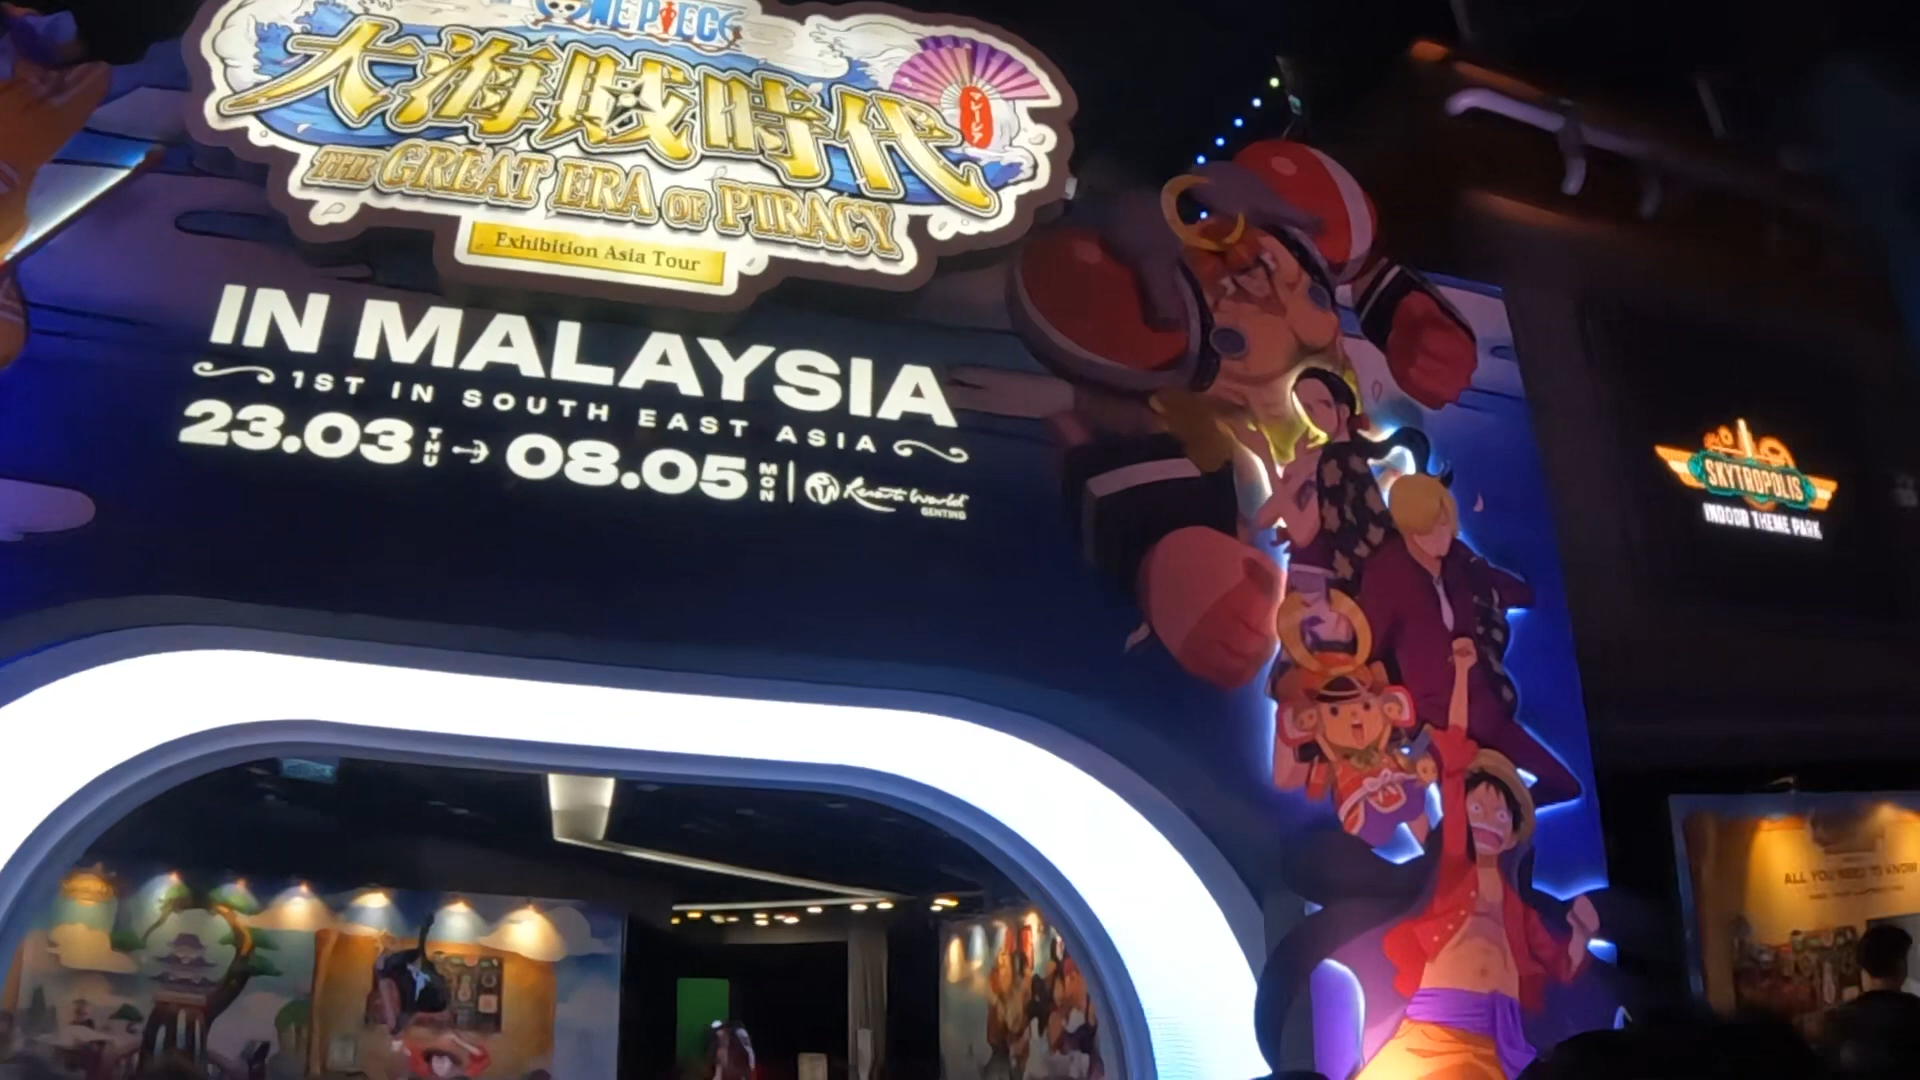 ONE PIECE
大海賊時代
マレーシア
THE GREAT ERA OF PIRACY
Exhibition Asia Tour
IN MALAYSIA
1ST IN SOUTH EAST ASIA
23.03 THU → 08.05 MON | RW Resorts World GENTING
SKYTROPOLIS
INDOOR THEME PARK
ALL YOU NEED TO KNOW